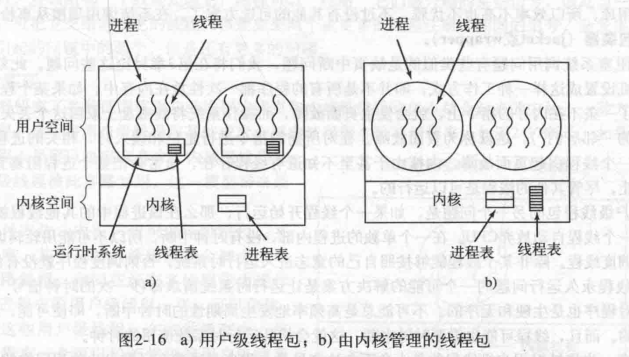 进程 线程 进程 线程
用户空间
内核空间
内核 内核
运行时系统 线程表 进程表 进程表 线程表
a) b)
图2-16 a) 用户级线程包；b) 由内核管理的线程包